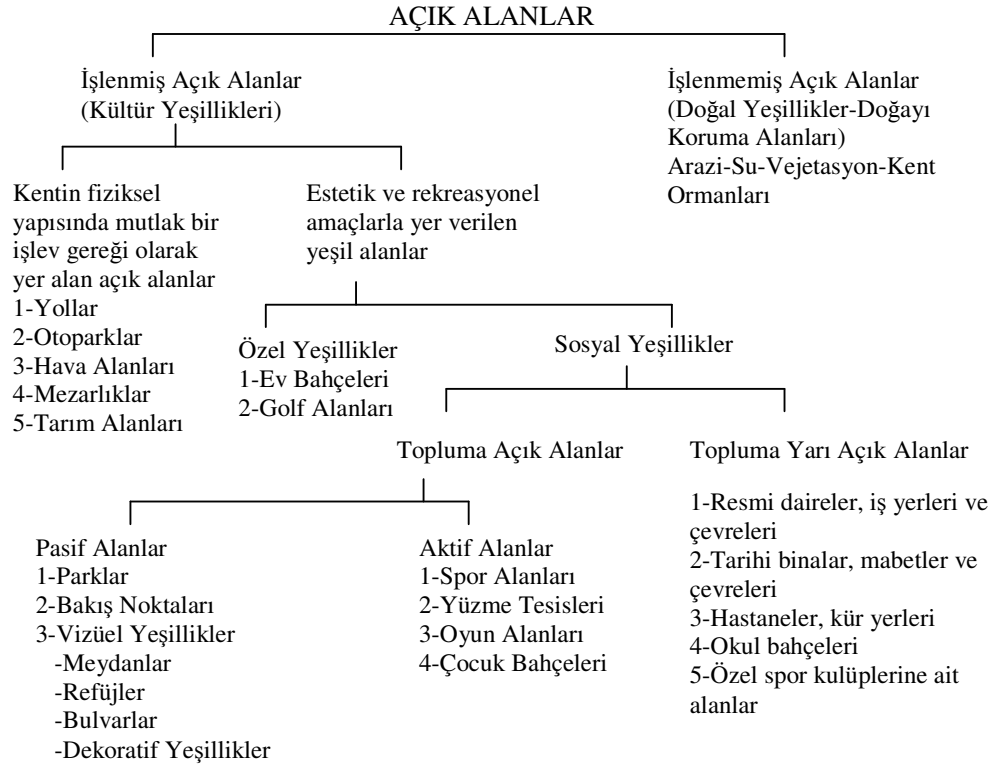 AÇIK ALANLAR
İşlenmiş Açık Alanlar
(Kültür Yeşillikleri)
İşlenmemiş Açık Alanlar
(Doğal Yeşillikler-Doğayı
Koruma Alanları)
Arazi-Su-Vejetasyon-Kent
Ormanları
Kentin fiziksel
yapısında mutlak bir
işlev gereği olarak
yer alan açık alanlar
1-Yollar
2-Otoparklar
3-Hava Alanları
4-Mezarlıklar
5-Tarım Alanları
Estetik ve rekreasyonel
amaçlarla yer verilen
yeşil alanlar
Özel Yeşillikler
1-Ev Bahçeleri
2-Golf Alanları
Sosyal Yeşillikler
Topluma Açık Alanlar
Topluma Yarı Açık Alanlar
1-Resmi daireler, iş yerleri ve
çevreleri
2-Tarihi binalar, mabetler ve
çevreleri
3-Hastaneler, kür yerleri
4-Okul bahçeleri
5-Özel spor kulüplerine ait
alanlar
Pasif Alanlar
1-Parklar
2-Bakış Noktaları
3-Vizüel Yeşillikler
-Meydanlar
-Refüjler
-Bulvarlar
-Dekoratif Yeşillikler
Aktif Alanlar
1-Spor Alanları
2-Yüzme Tesisleri
3-Oyun Alanları
4-Çocuk Bahçeleri